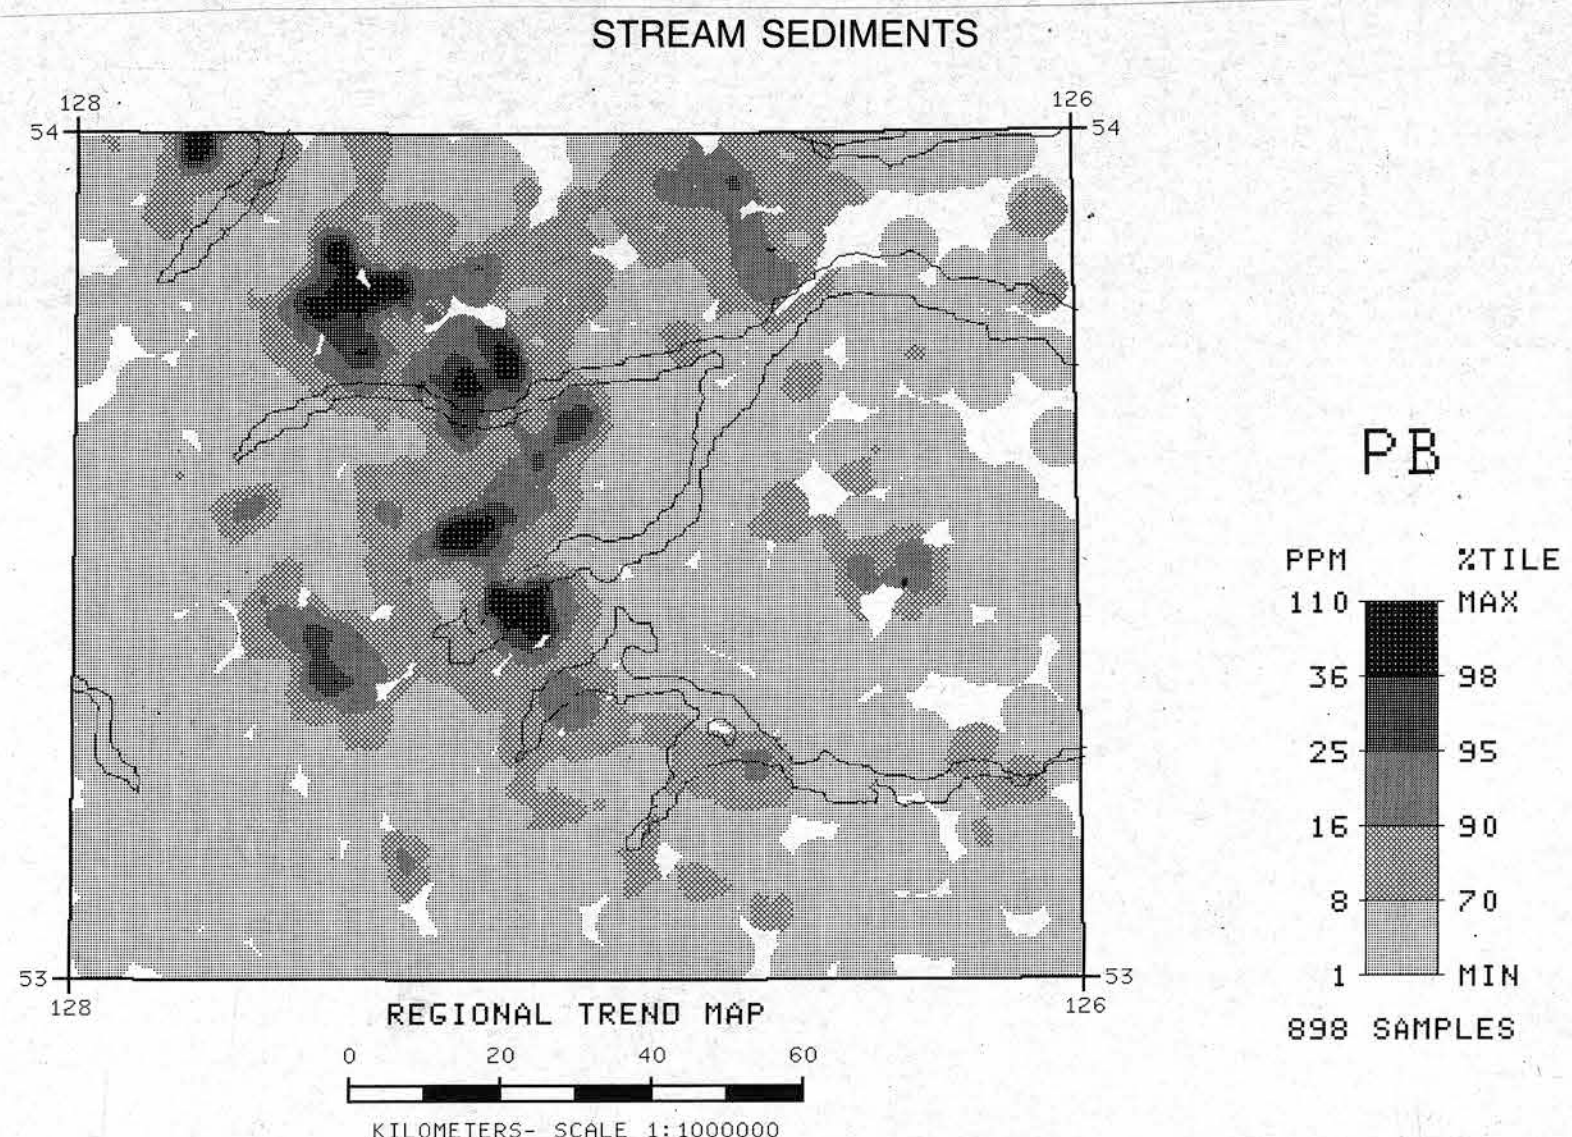 STREAM SEDIMENTS
128 126
54 54
PB
PPM %TILE
110 MAX
36 98
25 95
16 90
8 70
1 MIN
898 SAMPLES
53 53
128 126
REGIONAL TREND MAP
0 20 40 60
KILOMETERS- SCALE 1:1000000